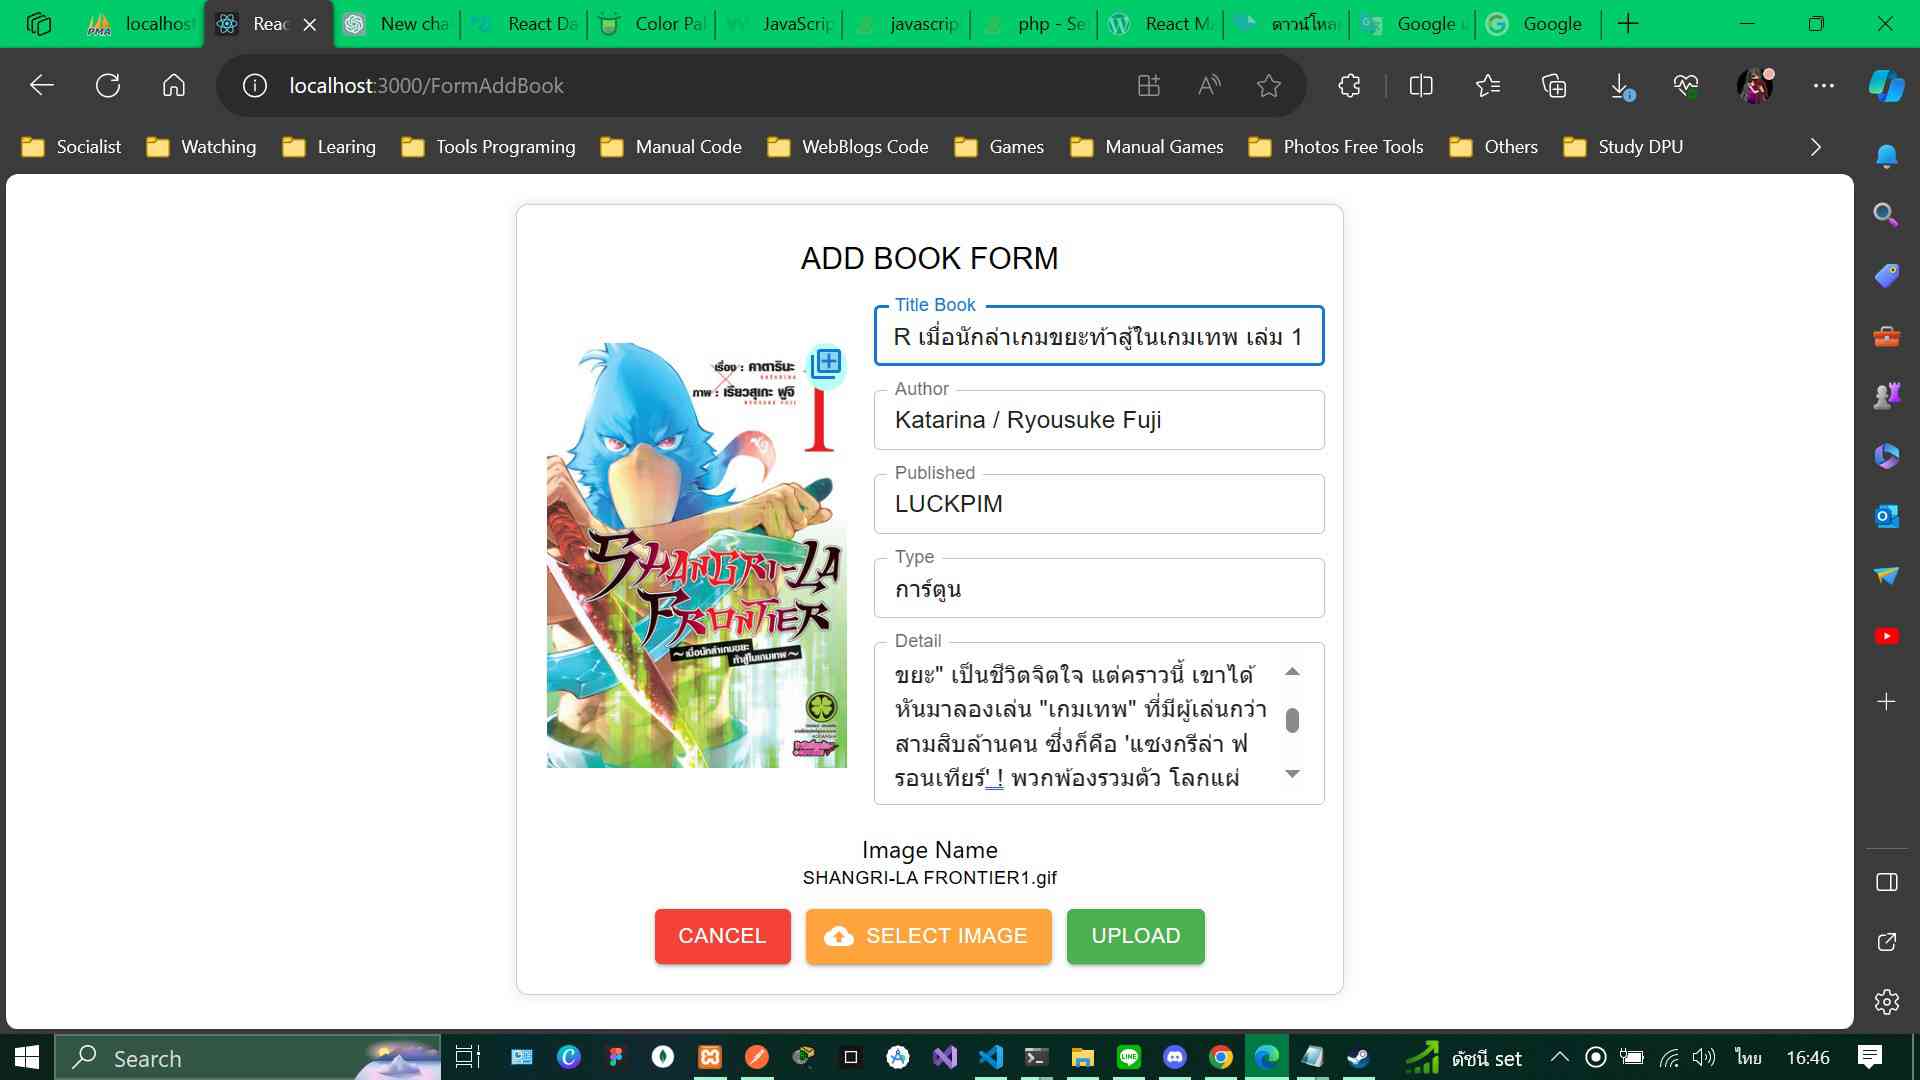 localhost
Reac
New cha
React Da
Color Pal
JavaScrip
javascrip
php - Se
React Ma
ดาวน์โหล
Google แ
Google
localhost:3000/FormAddBook
Socialist
Watching
Learing
Tools Programing
Manual Code
WebBlogs Code
Games
Manual Games
Photos Free Tools
Others
Study DPU
ADD BOOK FORM
Title Book
R เมื่อนักล่าเกมขยะท้าสู้ในเกมเทพ เล่ม 1
Author
Katarina / Ryousuke Fuji
Published
LUCKPIM
Type
การ์ตูน
Detail
ขยะ" เป็นชีวิตจิตใจ แต่คราวนี้ เขาได้
หันมาลองเล่น "เกมเทพ" ที่มีผู้เล่นกว่า
สามสิบล้านคน ซึ่งก็คือ 'แชงกรีล่า ฟ
รอนเทียร์' ! พวกพ้องรวมตัว โลกแผ่
เรื่อง : คาตารินะ
ภาพ : เรียวสุเกะ ฟูจิ
1
SHANGRI-LA
FRONTIER
~ เมื่อนักล่าเกมขยะ
ท้าสู้ในเกมเทพ ~
Image Name
SHANGRI-LA FRONTIER1.gif
CANCEL
SELECT IMAGE
UPLOAD
Search
ดัชนี set
ไทย
16:46